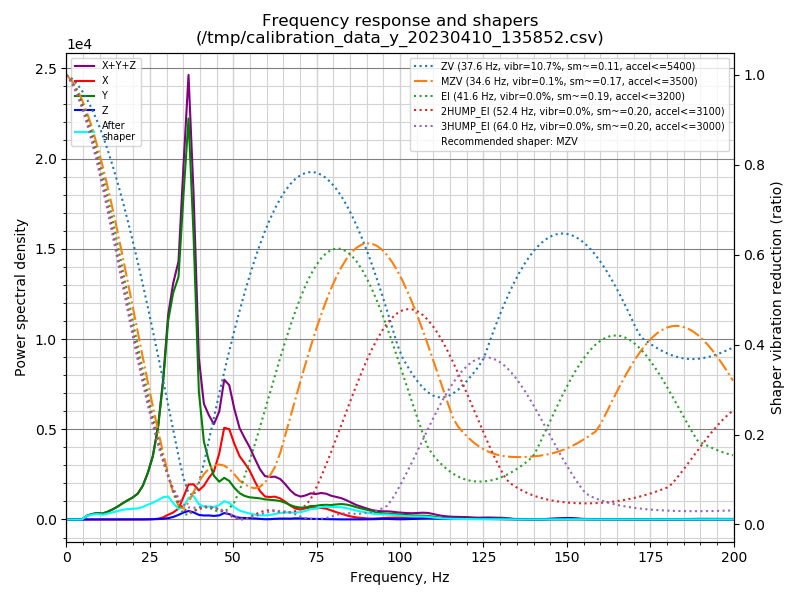 Frequency response and shapers
(/tmp/calibration_data_y_20230410_135852.csv)
1e4
X+Y+Z
X
Y
Z
After
shaper
ZV (37.6 Hz, vibr=10.7%, sm~=0.11, accel<=5400)
MZV (34.6 Hz, vibr=0.1%, sm~=0.17, accel<=3500)
EI (41.6 Hz, vibr=0.0%, sm~=0.19, accel<=3200)
2HUMP_EI (52.4 Hz, vibr=0.0%, sm~=0.20, accel<=3100)
3HUMP_EI (64.0 Hz, vibr=0.0%, sm~=0.20, accel<=3000)
Recommended shaper: MZV
2.5
2.0
1.5
1.0
0.5
0.0
Power spectral density
1.0
0.8
0.6
0.4
0.2
0.0
Shaper vibration reduction (ratio)
0 25 50 75 100 125 150 175 200
Frequency, Hz